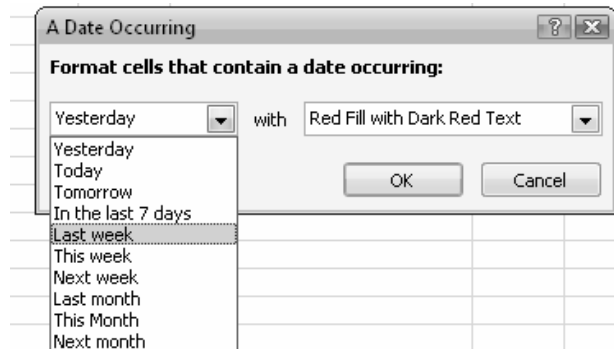 A Date Occurring
Format cells that contain a date occurring:
Yesterday with Red Fill with Dark Red Text
Yesterday
Today
Tomorrow
In the last 7 days
Last week
This week
Next week
Last month
This Month
Next month
OK Cancel